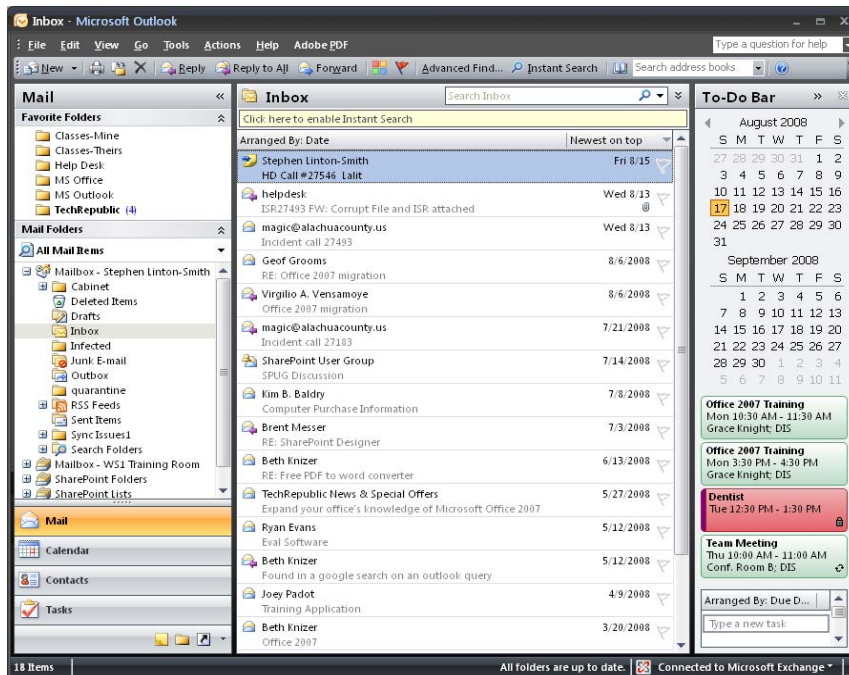 Inbox - Microsoft Outlook
File Edit View Go Tools Actions Help Adobe PDF
Type a question for help
New Reply Reply to All Forward Advanced Find... Instant Search Search address books
Mail «
Favorite Folders
Classes-Mine
Classes-Theirs
Help Desk
MS Office
MS Outlook
TechRepublic (4)
Mail Folders
All Mail Items
Mailbox - Stephen Linton-Smith
Cabinet
Deleted Items
Drafts
Inbox
Infected
Junk E-mail
Outbox
quarantine
RSS Feeds
Sent Items
Sync Issues1
Search Folders
Mailbox - WS1 Training Room
SharePoint Folders
SharePoint Lists
Mail
Calendar
Contacts
Tasks
Inbox Search Inbox
Click here to enable Instant Search
Arranged By: Date Newest on top
Stephen Linton-Smith Fri 8/15
HD Call #27546 Lalit
helpdesk Wed 8/13
ISR27493 FW: Corrupt File and ISR attached
magic@alachuacounty.us Wed 8/13
Incident call 27493
Geof Grooms 8/6/2008
RE: Office 2007 migration
Virgilio A. Vensamoye 8/6/2008
Office 2007 migration
magic@alachuacounty.us 7/21/2008
Incident call 27183
SharePoint User Group 7/14/2008
SPUG Discussion
Kim B. Baldry 7/8/2008
Computer Purchase Information
Brent Messer 7/3/2008
RE: SharePoint Designer
Beth Knizer 6/13/2008
RE: Free PDF to word converter
TechRepublic News & Special Offers 5/27/2008
Expand your office's knowledge of Microsoft Office 2007
Ryan Evans 5/12/2008
Eval Software
Beth Knizer 5/12/2008
Found in a google search on an outlook query
Joey Padot 4/9/2008
Training Application
Beth Knizer 3/20/2008
Office 2007
To-Do Bar »
August 2008
S M T W T F S
27 28 29 30 31 1 2
3 4 5 6 7 8 9
10 11 12 13 14 15 16
17 18 19 20 21 22 23
24 25 26 27 28 29 30
31
September 2008
S M T W T F S
1 2 3 4 5 6
7 8 9 10 11 12 13
14 15 16 17 18 19 20
21 22 23 24 25 26 27
28 29 30 1 2 3 4
5 6 7 8 9 10 11
Office 2007 Training
Mon 10:30 AM - 11:30 AM
Grace Knight; DIS
Office 2007 Training
Mon 3:30 PM - 4:30 PM
Grace Knight; DIS
Dentist
Tue 12:30 PM - 1:30 PM
Team Meeting
Thu 10:00 AM - 11:00 AM
Conf. Room B; DIS
Arranged By: Due D...
Type a new task
18 Items All folders are up to date. Connected to Microsoft Exchange